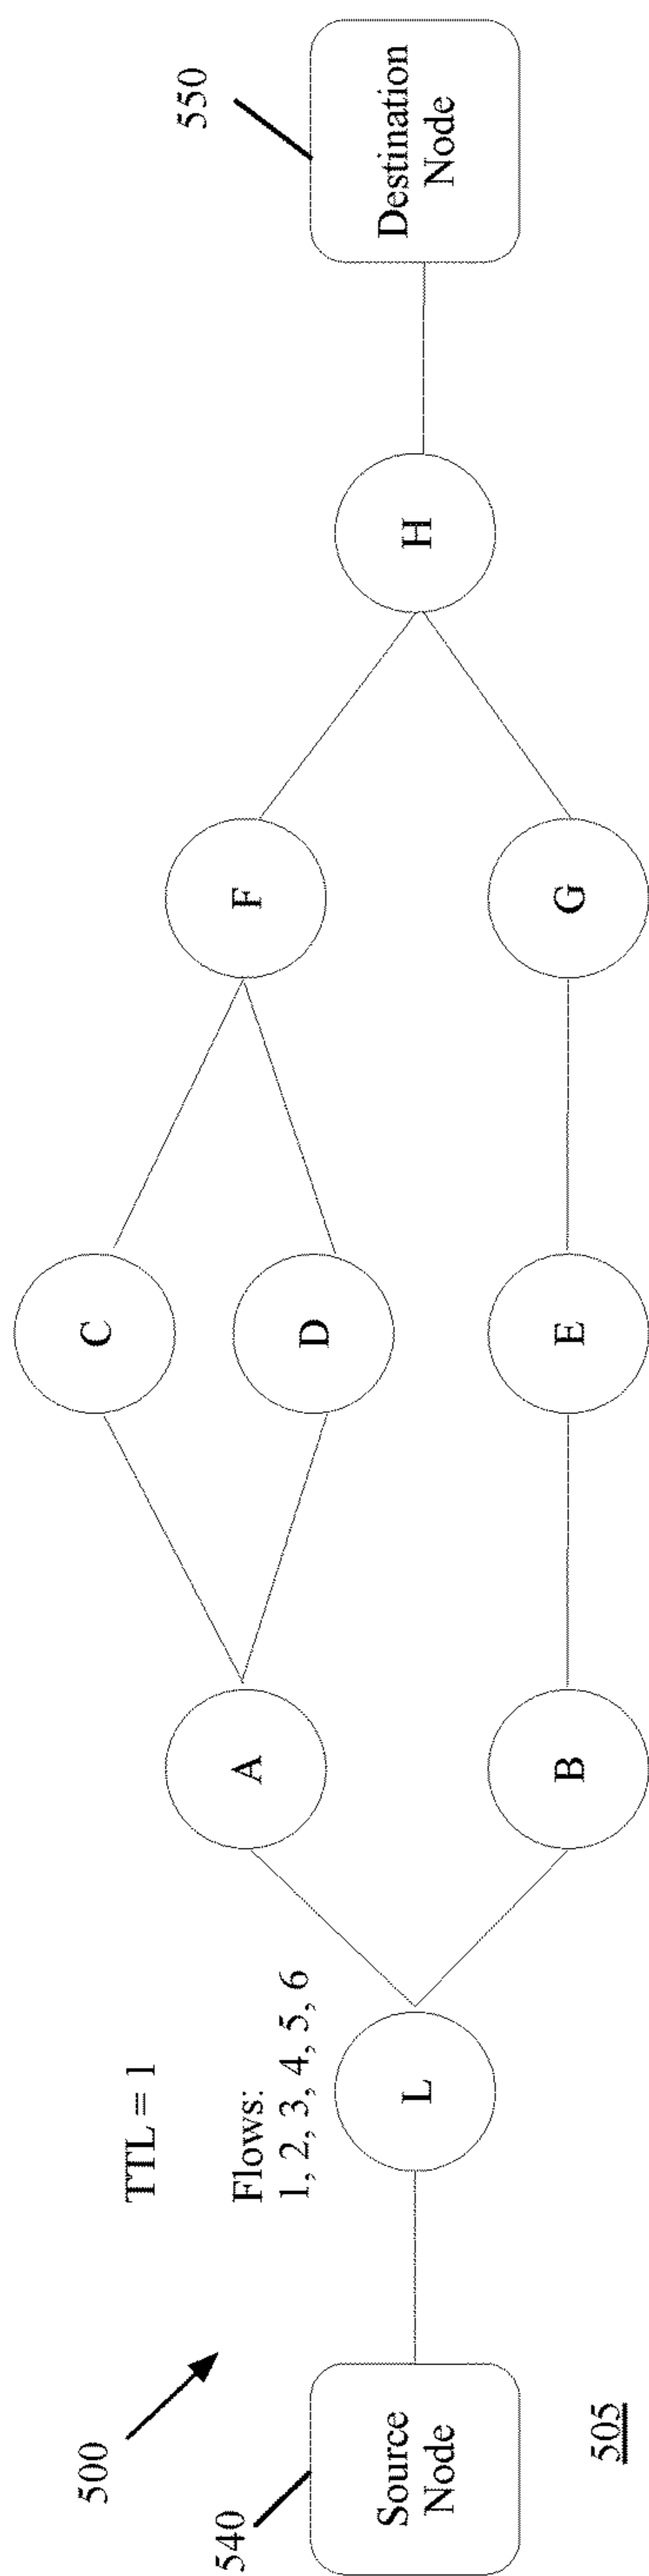 500
TTL = 1
550
540
Source
Node
Flows:
1, 2, 3, 4, 5, 6
L
A
B
C
D
E
F
G
H
Destination
Node
505